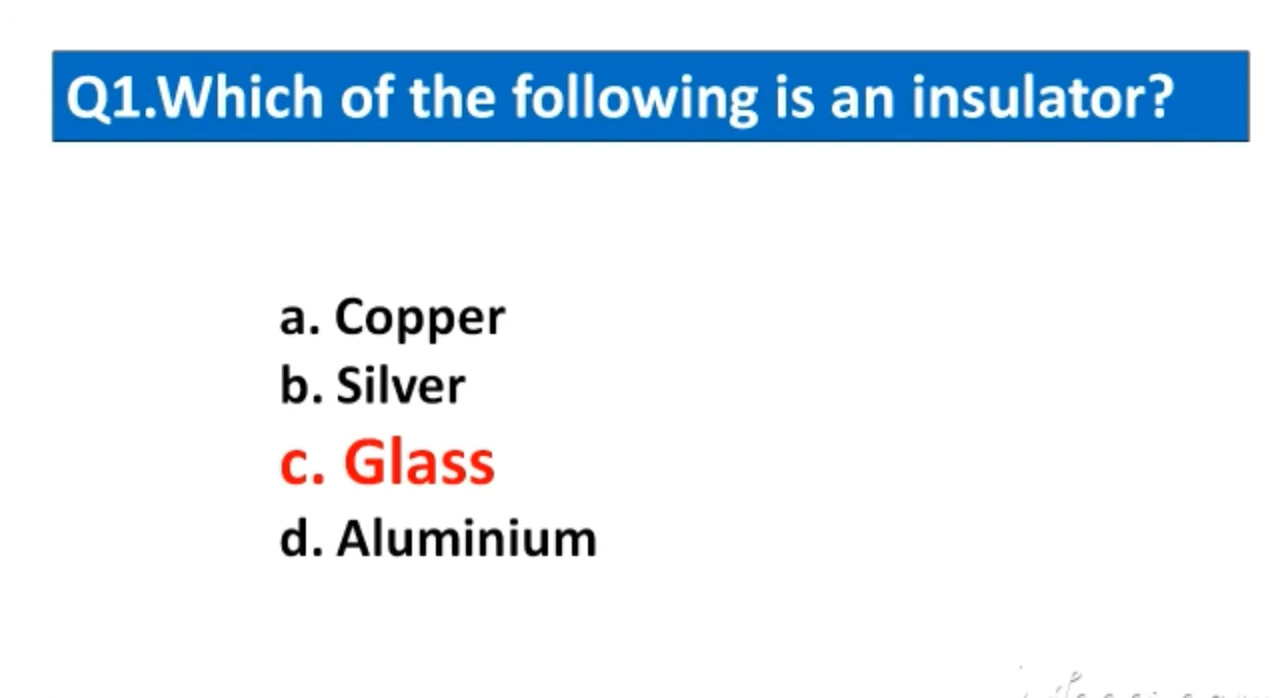 Q1.Which of the following is an insulator?
a. Copper
b. Silver
c. Glass
d. Aluminium